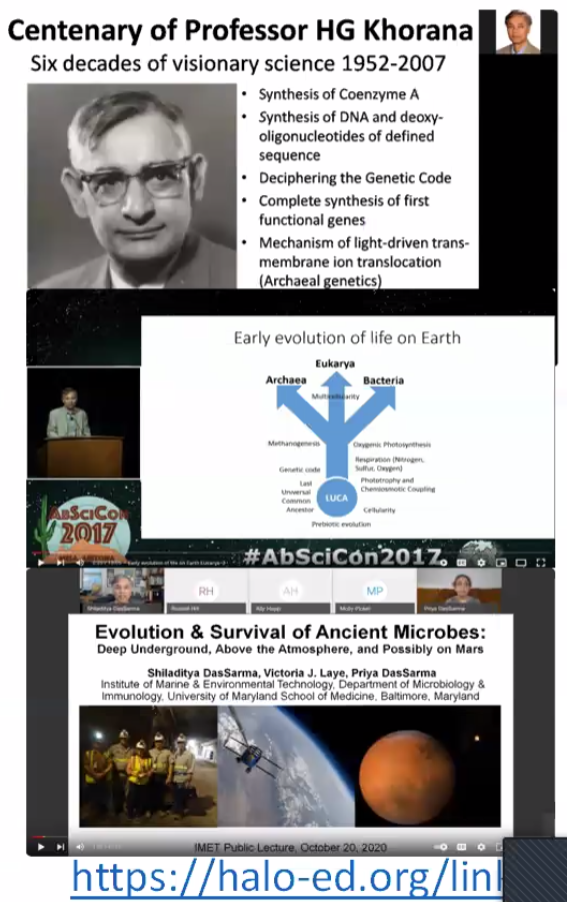 Centenary of Professor HG Khorana
Six decades of visionary science 1952-2007
• Synthesis of Coenzyme A
• Synthesis of DNA and deoxy-
oligonucleotides of defined
sequence
• Deciphering the Genetic Code
• Complete synthesis of first
functional genes
• Mechanism of light-driven trans-
membrane ion translocation
(Archaeal genetics)
Early evolution of life on Earth
Eukarya
Archaea
Bacteria
Multicellularity
Methanogenesis
Oxygenic Photosynthesis
Respiration (Nitrogen,
Sulfur, Oxygen)
Genetic code
Phototrophy and
Chemiosmotic Coupling
Last
Universal
Common
Ancestor
LUCA
Cellularity
Prebiotic evolution
AbSciCon
2017
#AbSciCon2017
RH
AH
MP
Shiladitya DasSarma
Russell Hill
Priya DasSarma
Evolution & Survival of Ancient Microbes:
Deep Underground, Above the Atmosphere, and Possibly on Mars
Shiladitya DasSarma, Victoria J. Laye, Priya DasSarma
Institute of Marine & Environmental Technology, Department of Microbiology &
Immunology, University of Maryland School of Medicine, Baltimore, Maryland
IMET Public Lecture, October 20, 2020
https://halo-ed.org/link